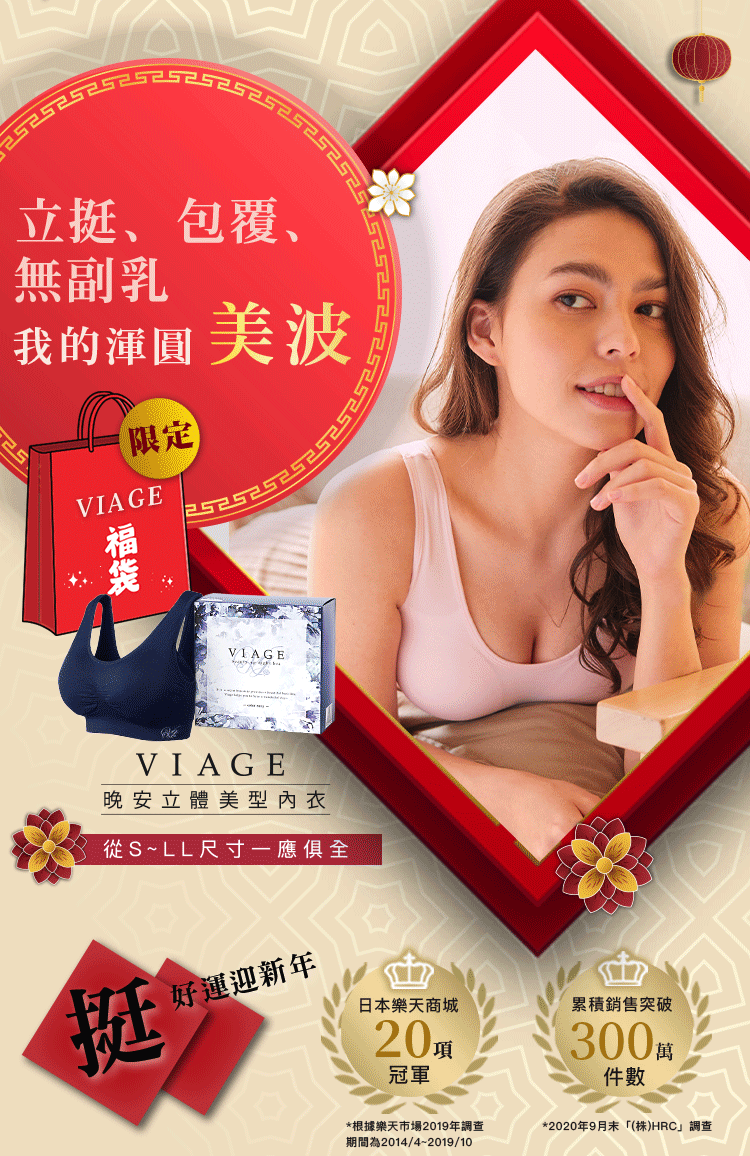 立挺、包覆、
無副乳
我的渾圓 美波
限定
VIAGE
福袋
VIAGE
VIAGE
晚安立體美型內衣
從S~LL尺寸一應俱全
挺
好運迎新年
日本樂天商城
20項
冠軍
*根據樂天市場2019年調查
期間為2014/4~2019/10
累積銷售突破
300萬
件數
*2020年9月末「(株)HRC」調查